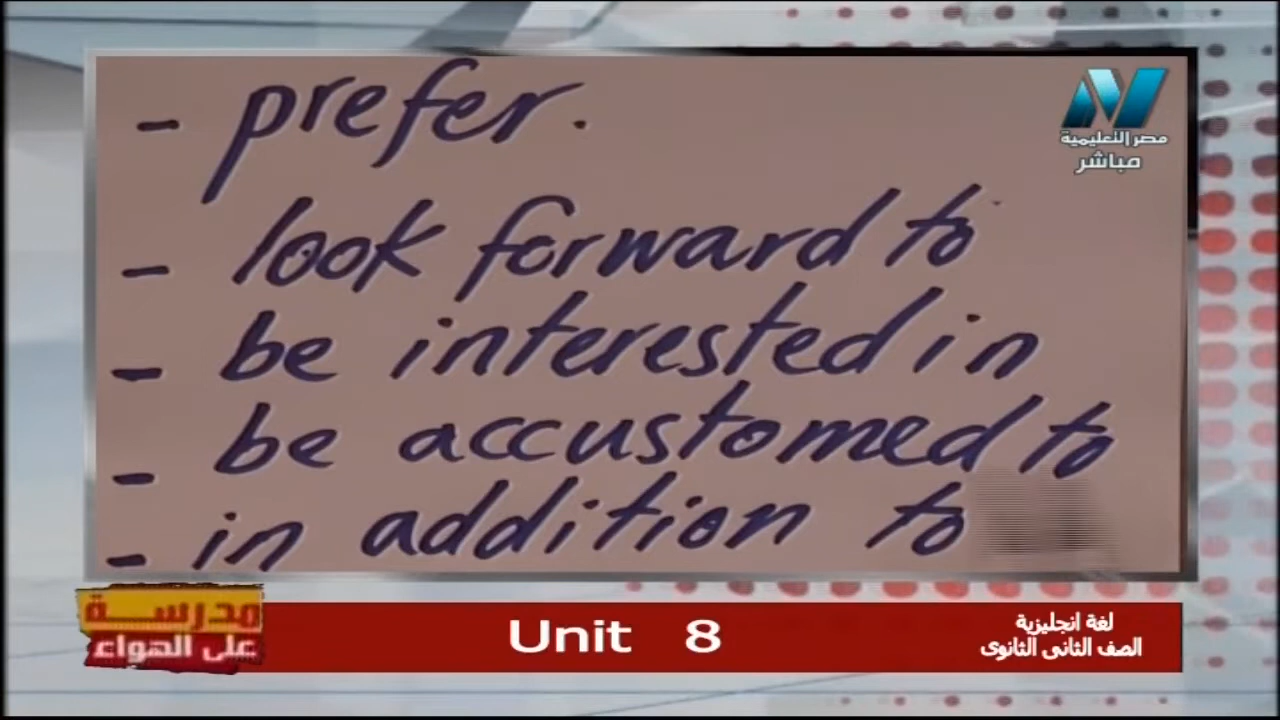 - prefer.
مصر التعليمية
مباشر
- look forward to
- be interested in
- be accustomed to
- in addition to
مدرسة
على الهواء
Unit 8
لغة انجليزية
الصف الثانى الثانوى